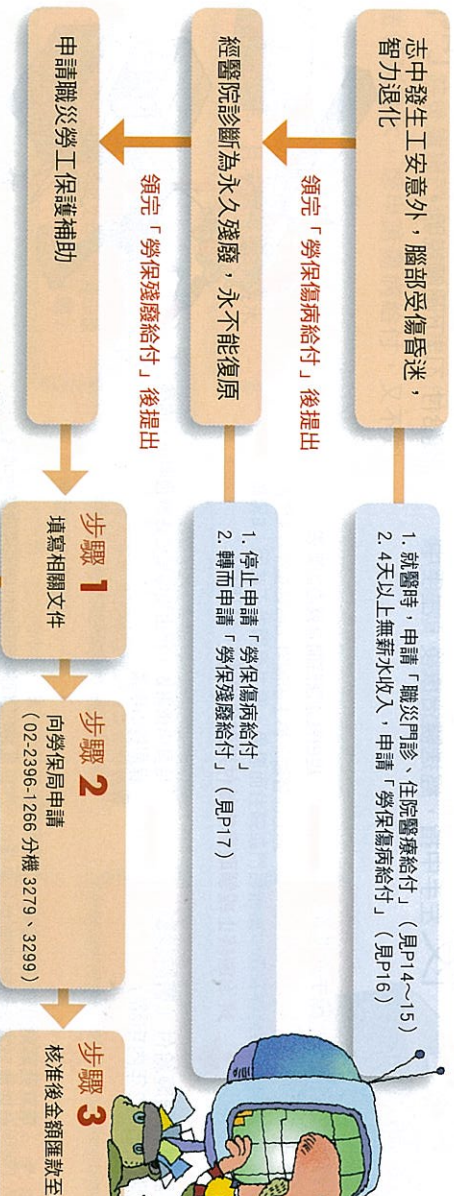 志中發生工安意外，腦部受傷昏迷，
智力退化
1. 就醫時，申請「職災門診、住院醫療給付」（見P14～15）
2. 4天以上無薪水收入，申請「勞保傷病給付」（見P16）
領完「勞保傷病給付」後提出
經醫院診斷為永久殘廢，永不能復原
1. 停止申請「勞保傷病給付」
2. 轉而申請「勞保殘廢給付」（見P17）
領完「勞保殘廢給付」後提出
申請職災勞工保護補助
步驟 1
填寫相關文件
步驟 2
向勞保局申請
（02-2396-1266 分機 3279、3299）
步驟 3
核准後金額匯款至